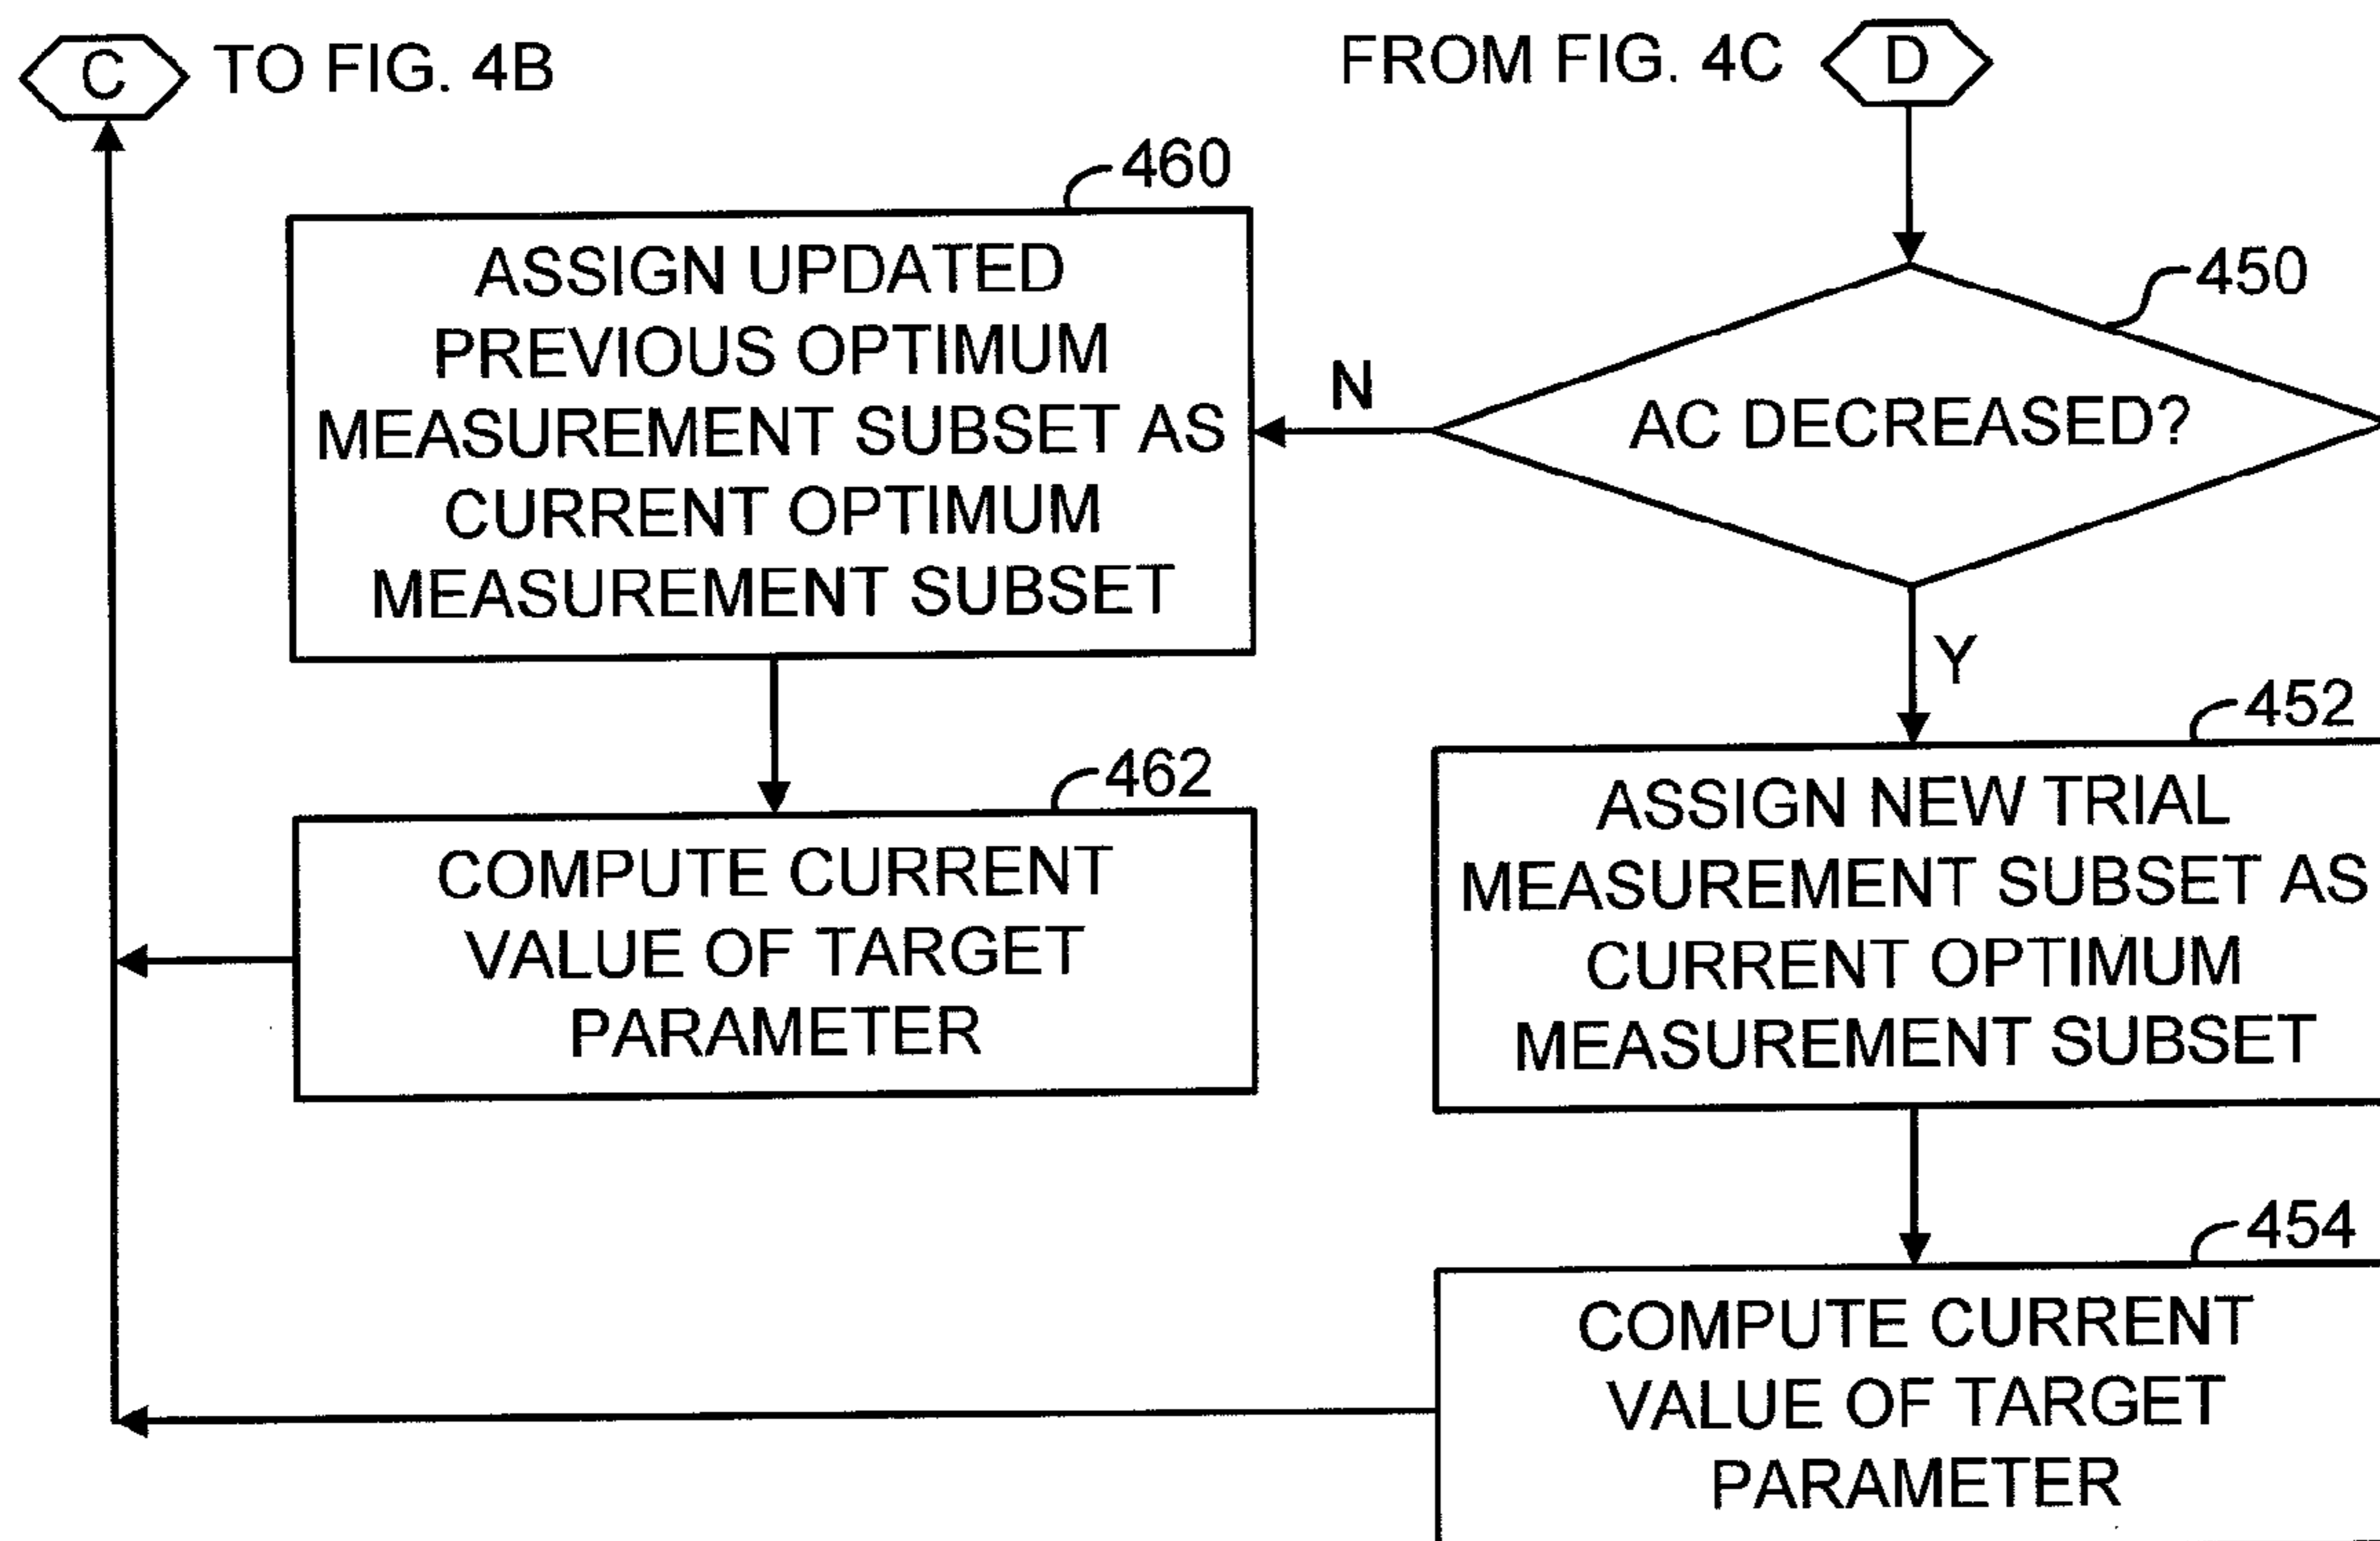 C TO FIG. 4B
FROM FIG. 4C D
460
ASSIGN UPDATED
PREVIOUS OPTIMUM
MEASUREMENT SUBSET AS
CURRENT OPTIMUM
MEASUREMENT SUBSET
450
AC DECREASED?
N
Y
462
COMPUTE CURRENT
VALUE OF TARGET
PARAMETER
452
ASSIGN NEW TRIAL
MEASUREMENT SUBSET AS
CURRENT OPTIMUM
MEASUREMENT SUBSET
454
COMPUTE CURRENT
VALUE OF TARGET
PARAMETER